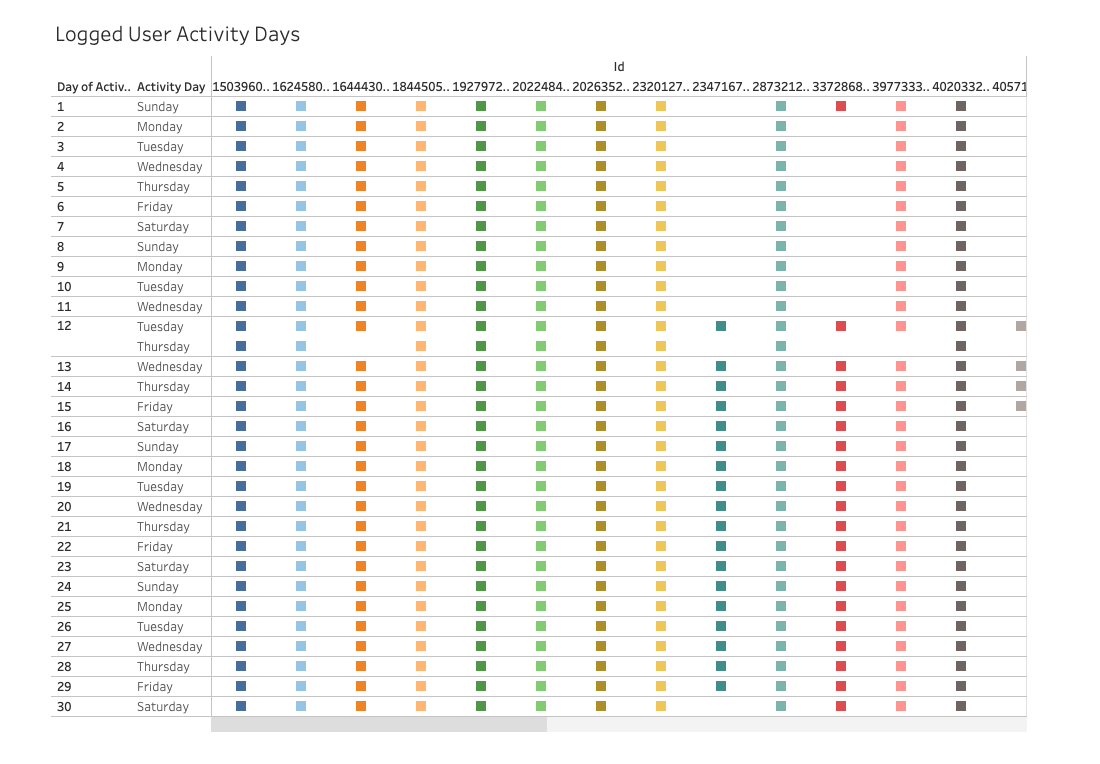 Logged User Activity Days
Id
Day of Activ.. Activity Day 1503960.. 1624580.. 1644430.. 1844505.. 1927972.. 2022484.. 2026352.. 2320127.. 2347167.. 2873212.. 3372868.. 3977333.. 4020332.. 40571
1 Sunday
2 Monday
3 Tuesday
4 Wednesday
5 Thursday
6 Friday
7 Saturday
8 Sunday
9 Monday
10 Tuesday
11 Wednesday
12 Tuesday
Thursday
13 Wednesday
14 Thursday
15 Friday
16 Saturday
17 Sunday
18 Monday
19 Tuesday
20 Wednesday
21 Thursday
22 Friday
23 Saturday
24 Sunday
25 Monday
26 Tuesday
27 Wednesday
28 Thursday
29 Friday
30 Saturday